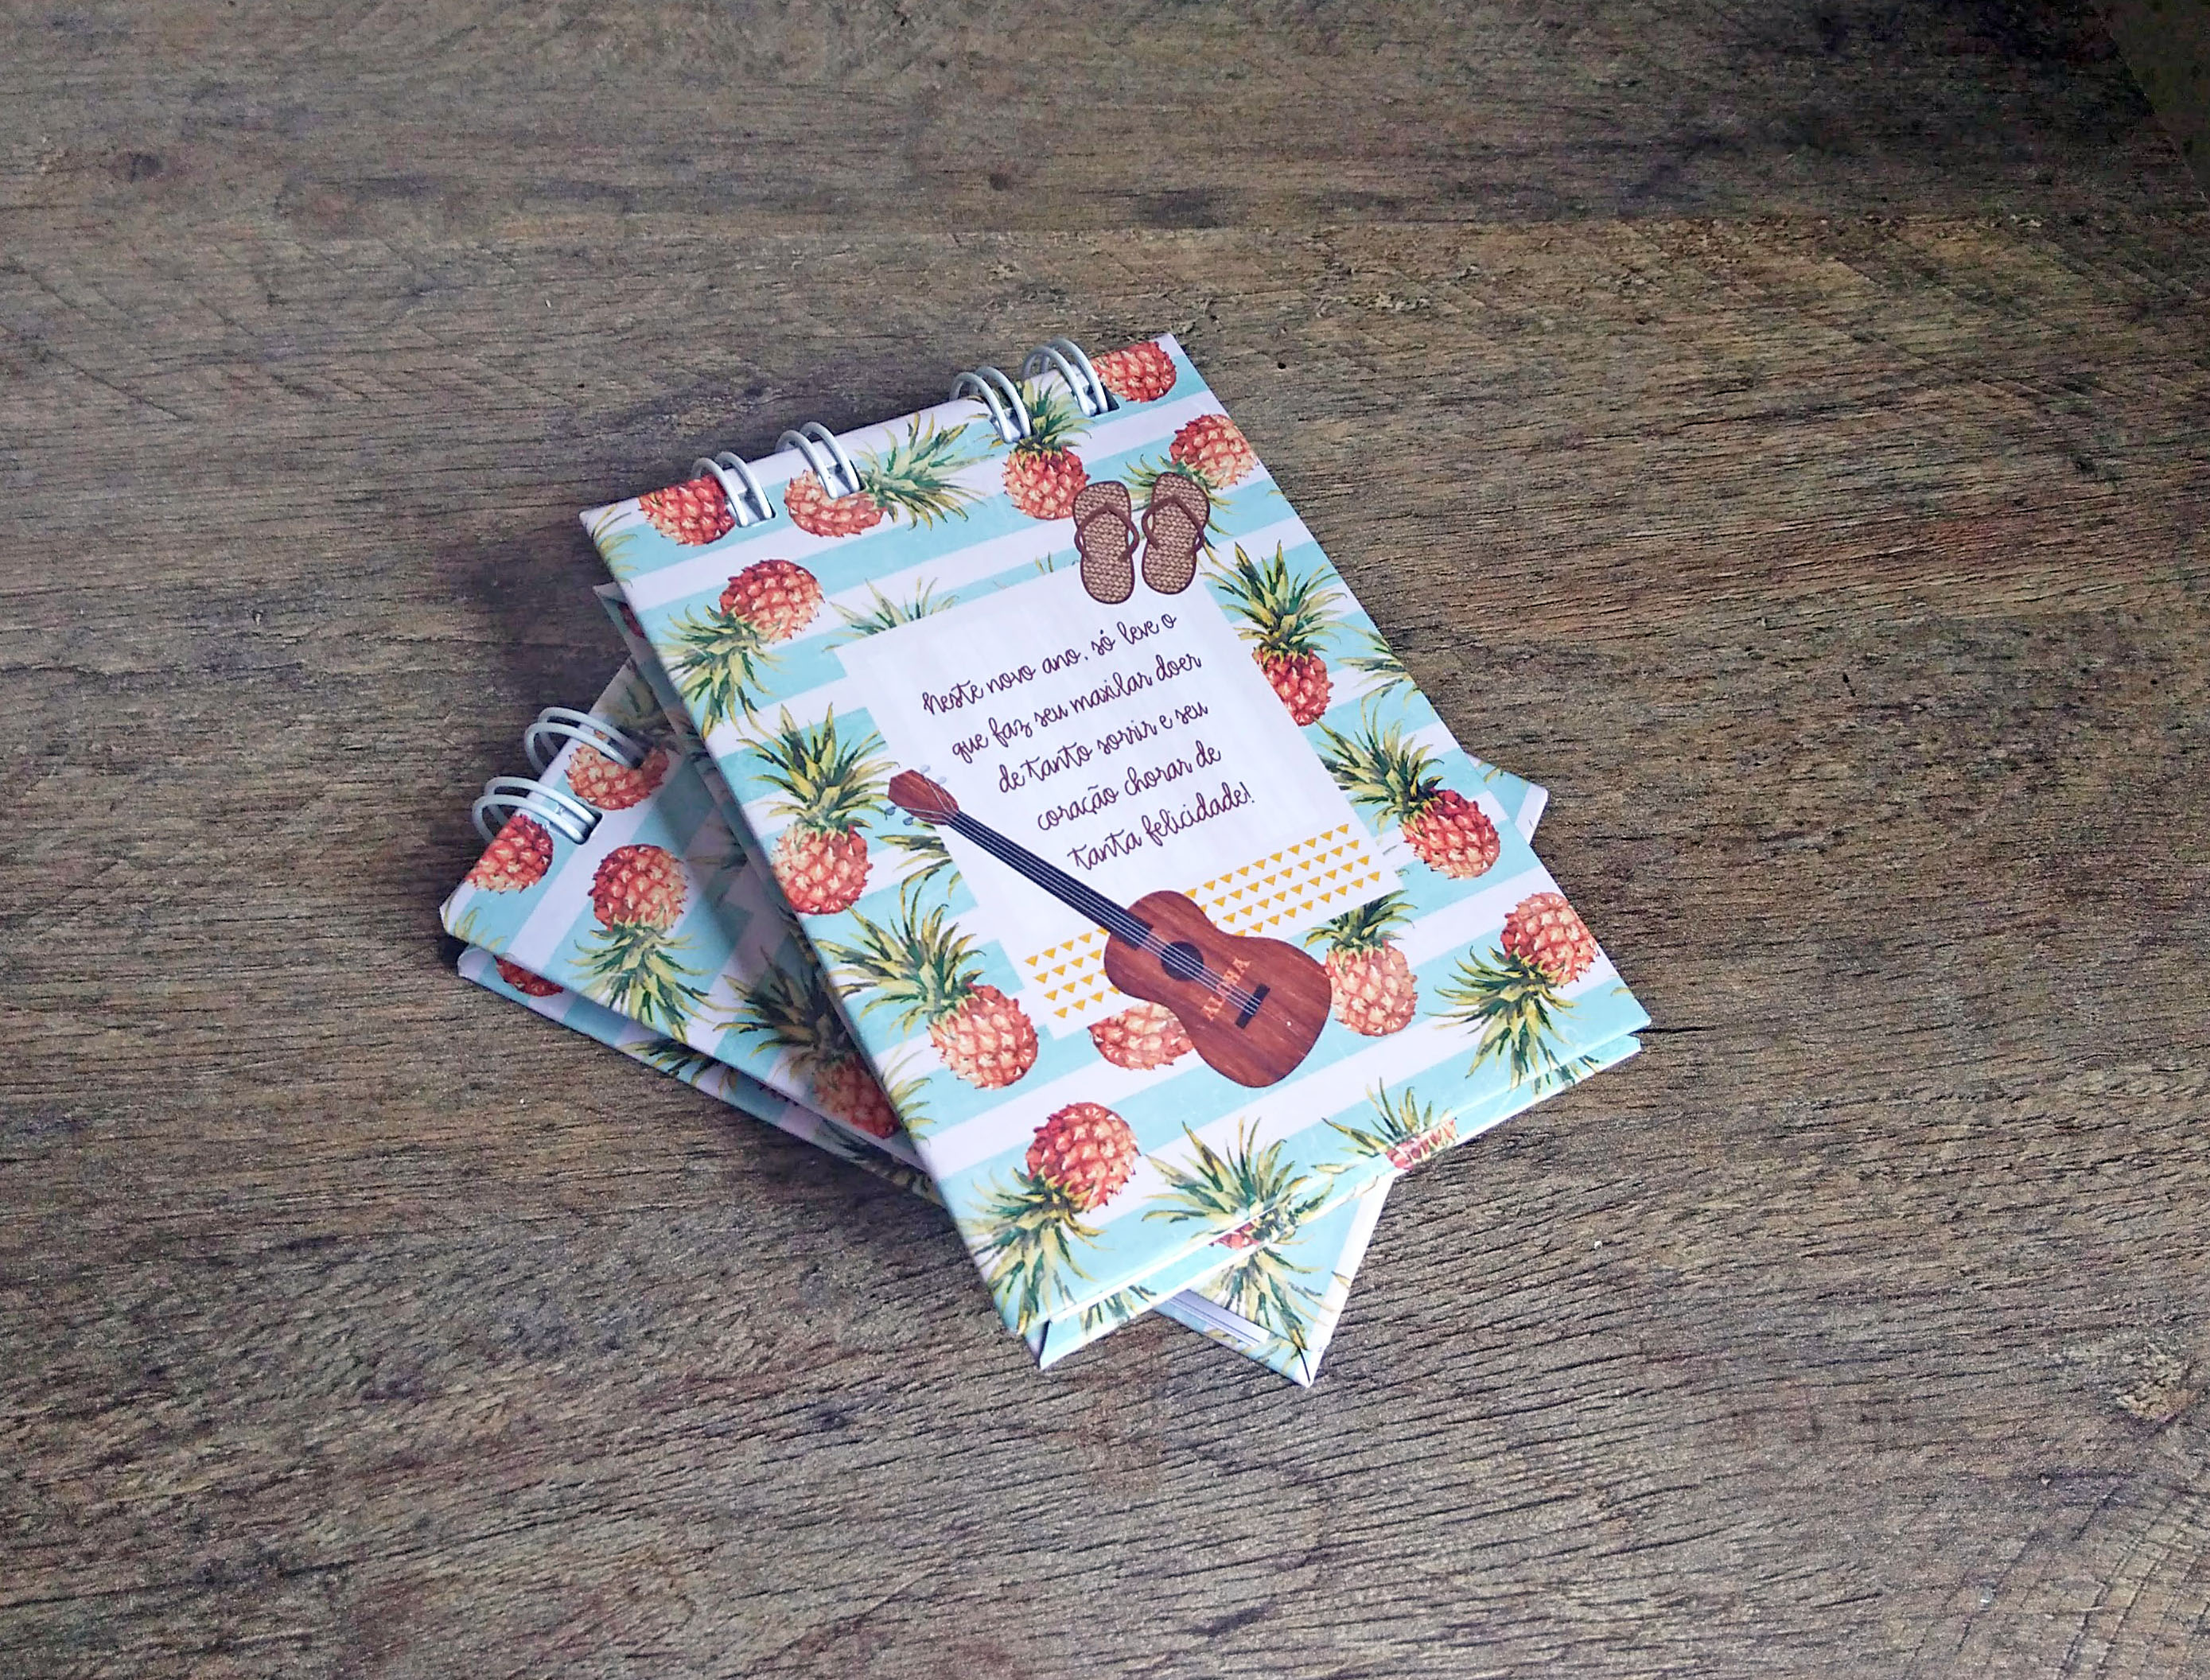 Neste novo ano, só leve o
que faz seu maxilar doer
de tanto sorrir e seu
coração chorar de
tanta felicidade!
ALOHA